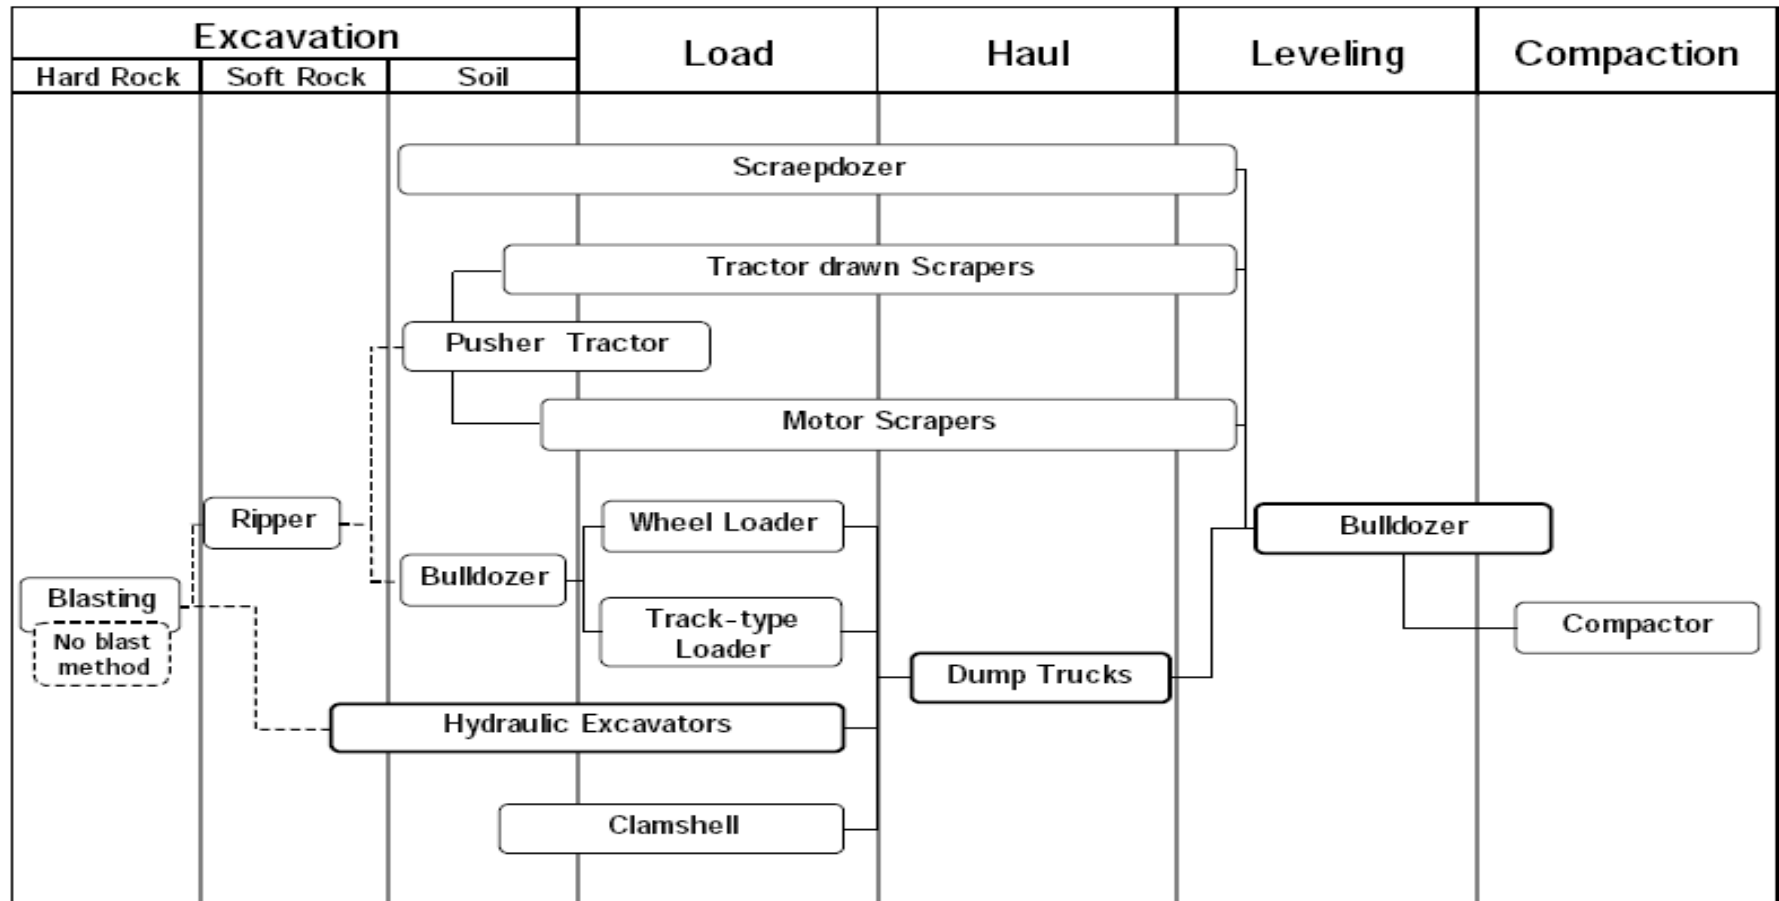 Excavation
Load
Haul
Leveling
Compaction
Hard Rock
Soft Rock
Soil
Scraepdozer
Tractor drawn Scrapers
Pusher Tractor
Motor Scrapers
Ripper
Wheel Loader
Bulldozer
Bulldozer
Blasting
No blast
method
Track-type
Loader
Compactor
Dump Trucks
Hydraulic Excavators
Clamshell